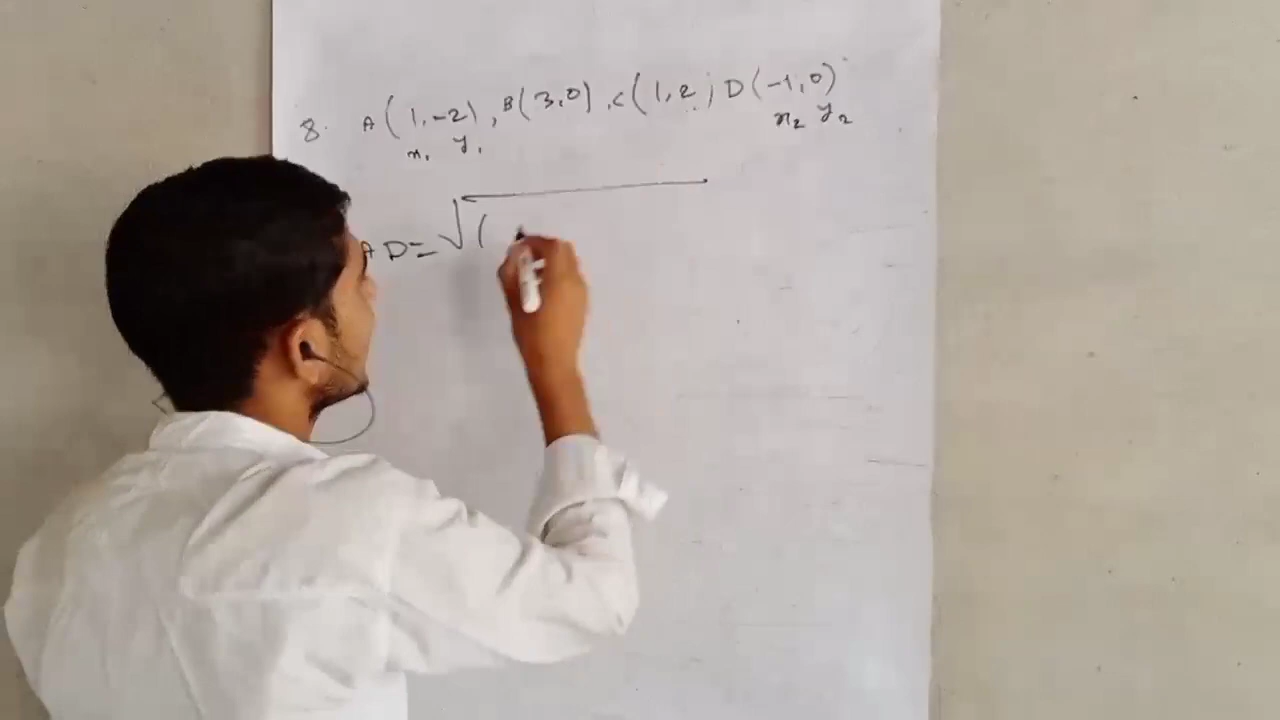 8. A(1,-2), B(3,0), C(1,2) D(-1,0)
x₁ y₁ x₂ y₂
AD=√(